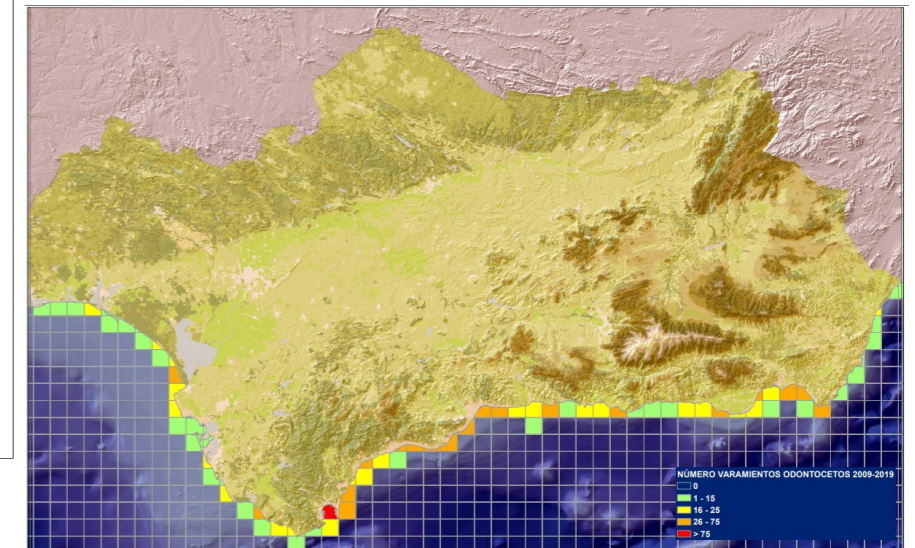 NÚMERO VARAMIENTOS ODONTOCETOS 2009-2019
0
1 - 15
16 - 25
26 - 75
> 75